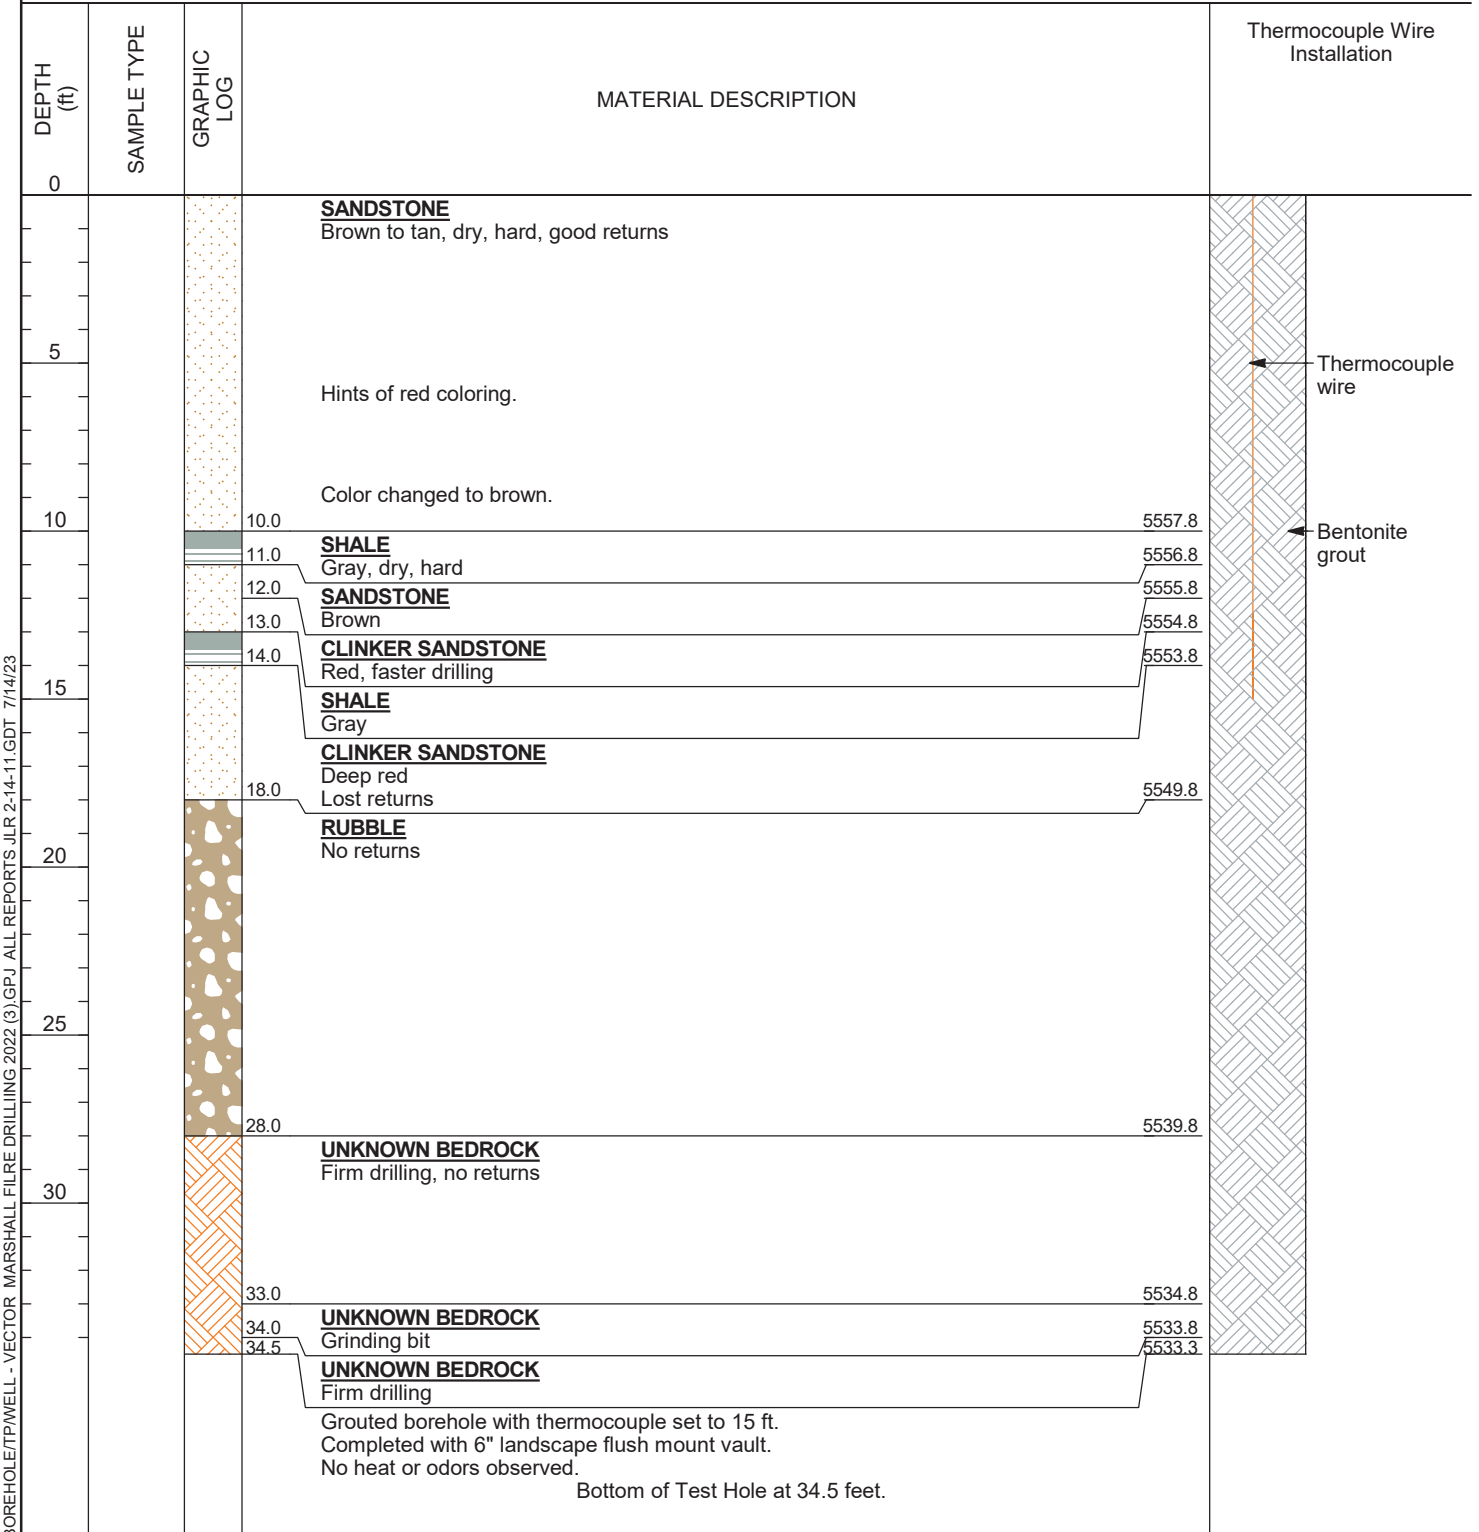 DEPTH
(ft)
SAMPLE TYPE
GRAPHIC
LOG
MATERIAL DESCRIPTION
Thermocouple Wire
Installation
0
SANDSTONE
Brown to tan, dry, hard, good returns
5
Thermocouple
wire
Hints of red coloring.
Color changed to brown.
10
10.0
5557.8
Bentonite
grout
SHALE
11.0
5556.8
Gray, dry, hard
12.0
5555.8
SANDSTONE
Brown
13.0
5554.8
CLINKER SANDSTONE
14.0
5553.8
Red, faster drilling
15
SHALE
Gray
CLINKER SANDSTONE
Deep red
18.0
5549.8
Lost returns
RUBBLE
No returns
20
25
28.0
5539.8
UNKNOWN BEDROCK
Firm drilling, no returns
30
33.0
5534.8
UNKNOWN BEDROCK
34.0
5533.8
Grinding bit
34.5
5533.3
UNKNOWN BEDROCK
Firm drilling
Grouted borehole with thermocouple set to 15 ft.
Completed with 6" landscape flush mount vault.
No heat or odors observed.
Bottom of Test Hole at 34.5 feet.
BOREHOLE/TP/WELL - VECTOR MARSHALL FILRE DRILLIING 2022 (3).GPJ ALL REPORTS JLR 2-14-11.GDT 7/14/23